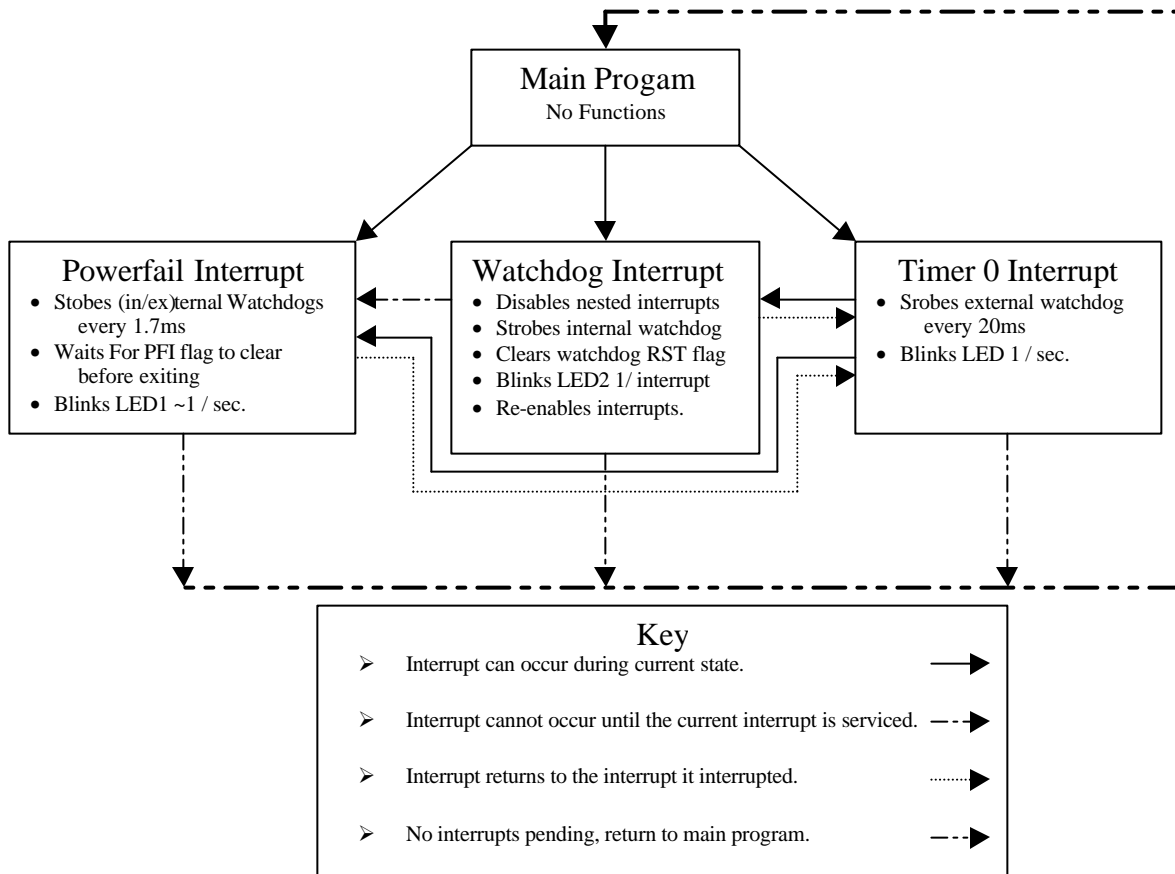 Main Progam
No Functions
Powerfail Interrupt
• Stobes (in/ex)ternal Watchdogs
every 1.7ms
• Waits For PFI flag to clear
before exiting
• Blinks LED1 ~1 / sec.
Watchdog Interrupt
• Disables nested interrupts
• Strobes internal watchdog
• Clears watchdog RST flag
• Blinks LED2 1/ interrupt
• Re-enables interrupts.
Timer 0 Interrupt
• Srobes external watchdog
every 20ms
• Blinks LED 1 / sec.
Key
➢ Interrupt can occur during current state.
➢ Interrupt cannot occur until the current interrupt is serviced.
➢ Interrupt returns to the interrupt it interrupted.
➢ No interrupts pending, return to main program.